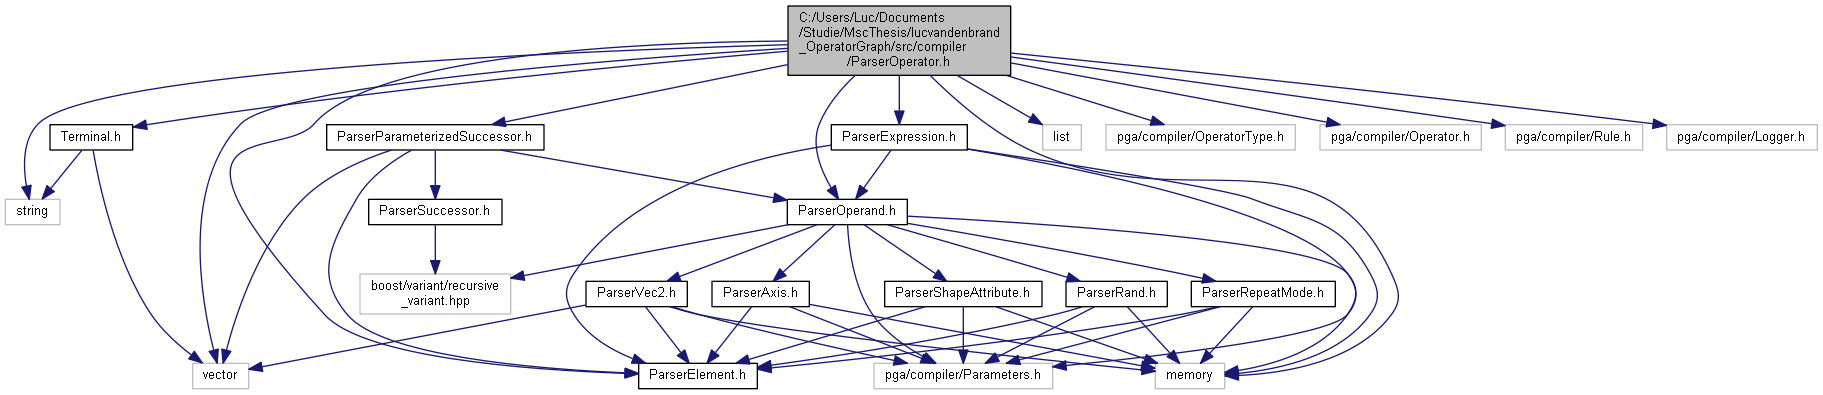 C:/Users/Luc/Documents
/Studie/MscThesis/lucvandenbrand
_OperatorGraph/src/compiler
/ParserOperator.h
Terminal.h
ParserParameterizedSuccessor.h
ParserExpression.h
list
pga/compiler/OperatorType.h
pga/compiler/Operator.h
pga/compiler/Rule.h
pga/compiler/Logger.h
string
ParserSuccessor.h
ParserOperand.h
boost/variant/recursive
_variant.hpp
ParserVec2.h
ParserAxis.h
ParserShapeAttribute.h
ParserRand.h
ParserRepeatMode.h
vector
ParserElement.h
pga/compiler/Parameters.h
memory